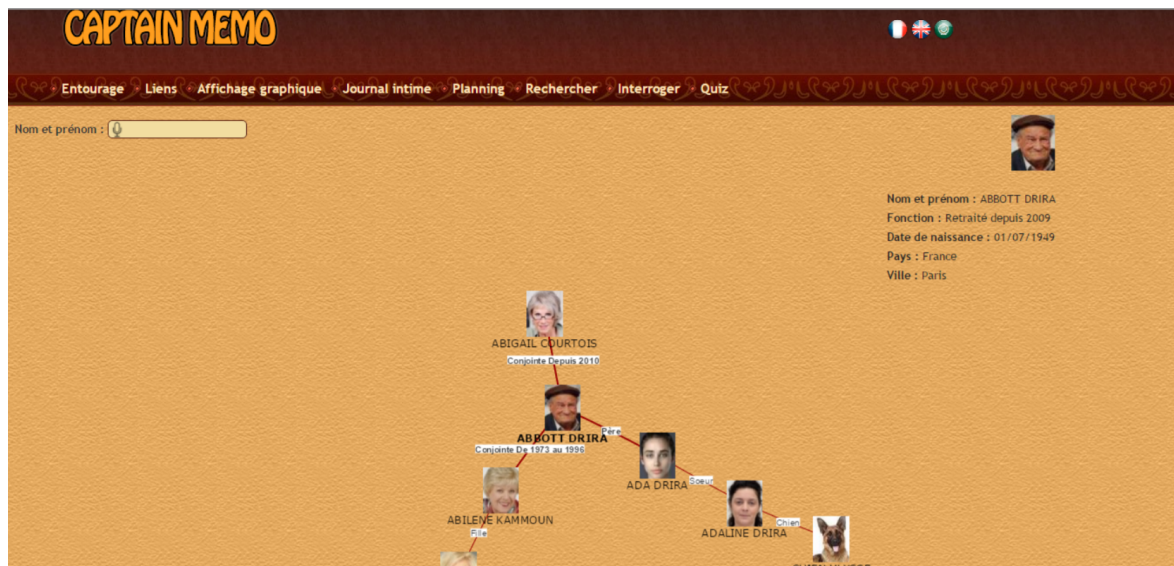 CAPTAIN MEMO
Entourage Liens Affichage graphique Journal intime Planning Rechercher Interroger Quiz
Nom et prénom :
Nom et prénom : ABBOTT DRIRA
Fonction : Retraité depuis 2009
Date de naissance : 01/07/1949
Pays : France
Ville : Paris
ABIGAIL COURTOIS
Conjointe Depuis 2010
ABBOTT DRIRA
Père
Conjointe De 1973 au 1996
ADA DRIRA
Soeur
ABILENE KAMMOUN
Fille
ADALINE DRIRA
Chien